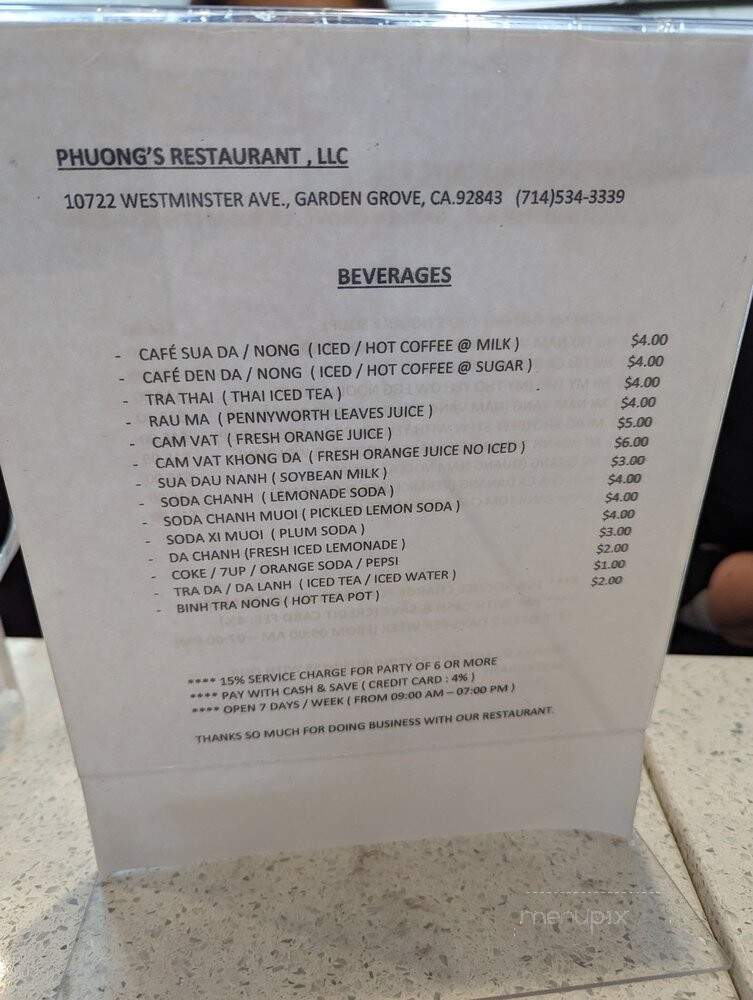 PHUONG'S RESTAURANT , LLC
10722 WESTMINSTER AVE., GARDEN GROVE, CA.92843 (714)534-3339
BEVERAGES
- CAFÉ SUA DA / NONG ( ICED / HOT COFFEE @ MILK ) $4.00
- CAFÉ DEN DA / NONG ( ICED / HOT COFFEE @ SUGAR ) $4.00
- TRA THAI ( THAI ICED TEA ) $4.00
- RAU MA ( PENNYWORTH LEAVES JUICE ) $4.00
- CAM VAT ( FRESH ORANGE JUICE ) $5.00
- CAM VAT KHONG DA ( FRESH ORANGE JUICE NO ICED ) $6.00
- SUA DAU NANH ( SOYBEAN MILK ) $3.00
- SODA CHANH ( LEMONADE SODA ) $4.00
- SODA CHANH MUOI ( PICKLED LEMON SODA ) $4.00
- SODA XI MUOI ( PLUM SODA ) $4.00
- DA CHANH (FRESH ICED LEMONADE ) $3.00
- COKE / 7UP / ORANGE SODA / PEPSI $2.00
- TRA DA / DA LANH ( ICED TEA / ICED WATER ) $1.00
- BINH TRA NONG ( HOT TEA POT ) $2.00
**** 15% SERVICE CHARGE FOR PARTY OF 6 OR MORE
**** PAY WITH CASH & SAVE ( CREDIT CARD : 4% )
**** OPEN 7 DAYS / WEEK ( FROM 09:00 AM – 07:00 PM )
THANKS SO MUCH FOR DOING BUSINESS WITH OUR RESTAURANT.
menupix